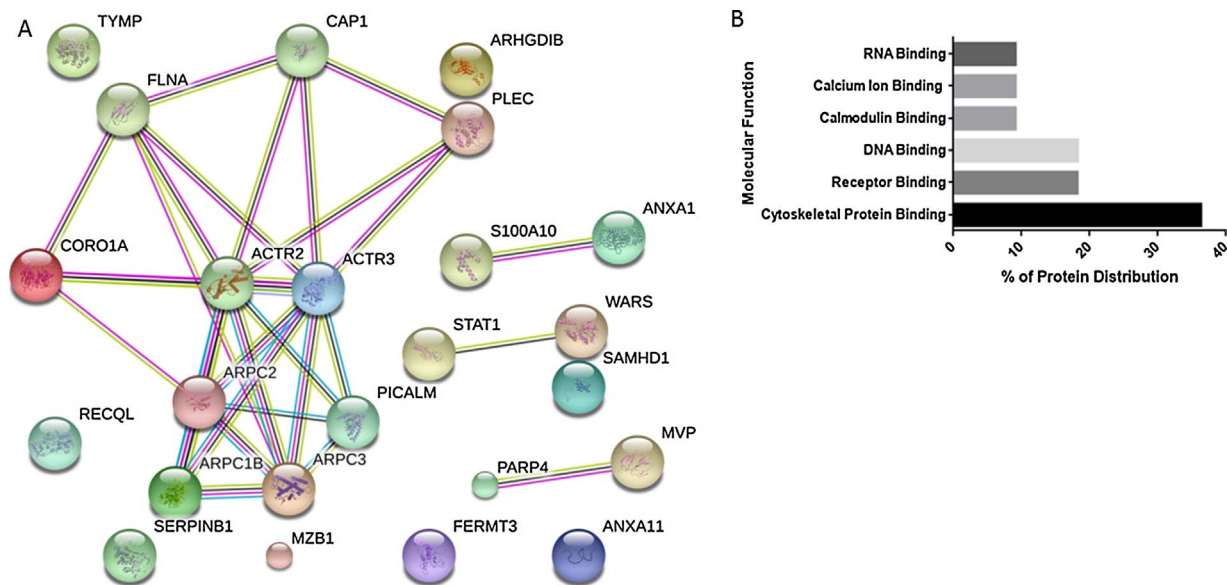 A
TYMP
CAP1
ARHGDIB
FLNA
PLEC
ANXA1
S100A10
CORO1A
ACTR2
ACTR3
WARS
STAT1
SAMHD1
ARPC2
PICALM
RECQL
MVP
ARPC1B
ARPC3
PARP4
SERPINB1
MZB1
FERMT3
ANXA11
B
Molecular Function
RNA Binding
Calcium Ion Binding
Calmodulin Binding
DNA Binding
Receptor Binding
Cytoskeletal Protein Binding
0 10 20 30 40
% of Protein Distribution